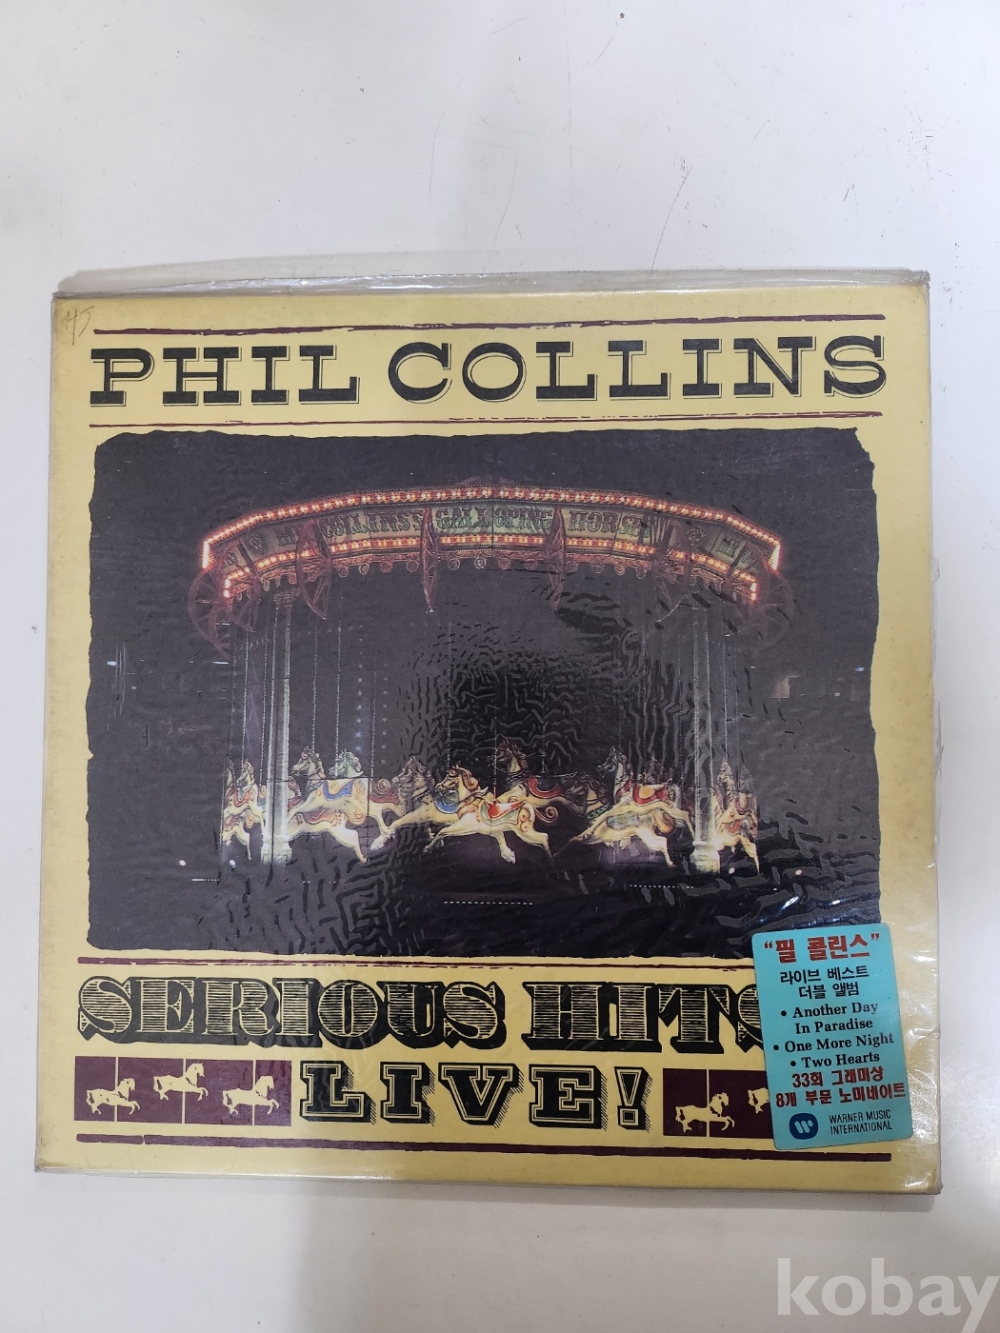 45
PHIL COLLINS
COLLINS'S GALLOPING HORSE
SERIOUS HITS
LIVE!
“필 콜린스”
라이브 베스트
더블 앨범
• Another Day
In Paradise
• One More Night
• Two Hearts
33회 그래미상
8개 부문 노미네이트
WARNER MUSIC
INTERNATIONAL
kobay